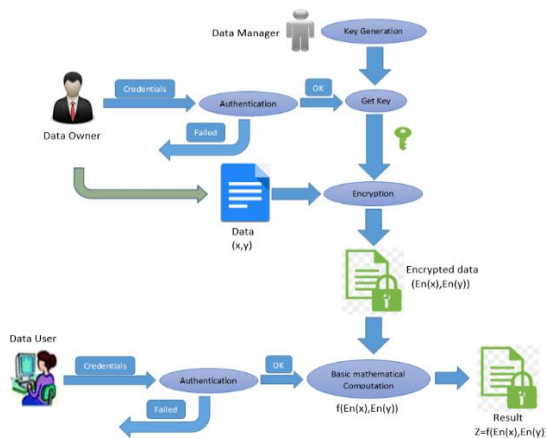 Data Manager
Key Generation
Credentials
Authentication
OK
Get Key
Failed
Data Owner
Encryption
Data
(x,y)
Encrypted data
(En(x),En(y))
Data User
Credentials
Authentication
OK
Basic mathematical
Computation
f(En(x),En(y))
Failed
Result
Z=f(En(x),En(y))